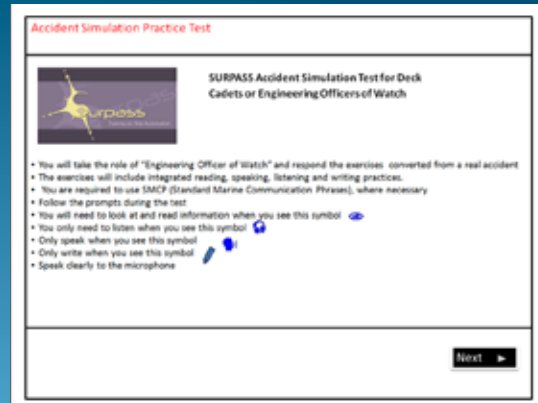 Accident Simulation Practice Test
SURPASS Accident Simulation Test for Deck
Cadets or Engineering Officers of Watch
Surpass
• You will take the role of "Engineering Officer of Watch" and respond the exercises converted from a real accident
• The exercises will include integrated reading, speaking, listening and writing practices.
• You are required to use SMCP (Standard Marine Communication Phrases), where necessary
• Follow the prompts during the test
• You will need to look at and read information when you see this sumbol
• You only need to listen when you see this symbol
• Only speak when you see this symbol
• Only write when you see this symbol
• Speak clearly to the microphone
Next